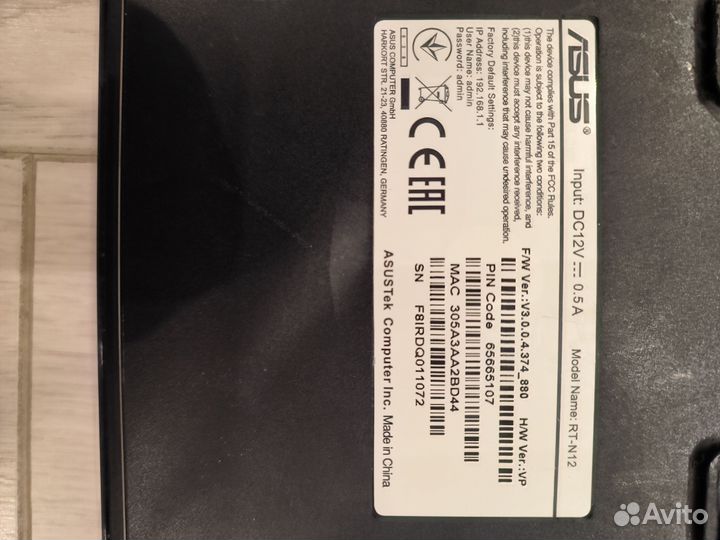 ASUS®
Input: DC12V⎓0.5A
Model Name: RT-N12
The device complies with Part 15 of the FCC Rules.
Operation is subject to the following two conditions:
(1)this device may not cause harmful interference, and
(2)this device must accept any interference received,
including interference that may cause undesired operation.
F/W Ver.:V3.0.0.4.374_880 H/W Ver.:VP
Factory Default Settings:
IP Address: 192.168.1.1
User Name: admin
Password: admin
PIN Code 65665107
MAC 305A3AA2BD44
SN F8IRDQ011072
CE EAC
ASUS COMPUTER GmbH
HARKORT STR. 21-23, 40880 RATINGEN, GERMANY
ASUSTek Computer Inc. Made in China
Avito